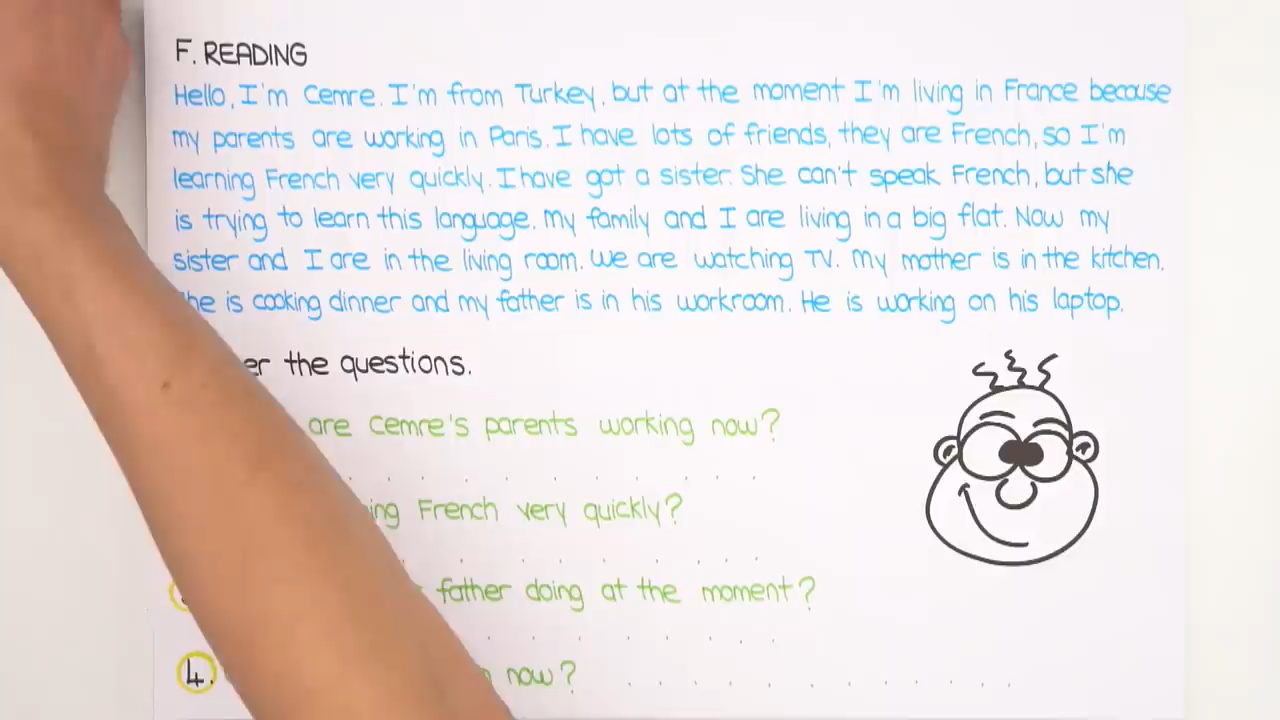 F. READING
Hello, I'm Cemre. I'm from Turkey, but at the moment I'm living in France because
my parents are working in Paris. I have lots of friends, they are French, so I'm
learning French very quickly. I have got a sister. She can't speak French, but she
is trying to learn this language. My family and I are living in a big flat. Now my
sister and I are in the living room. We are watching TV. My mother is in the kitchen.
he is cooking dinner and my father is in his workroom. He is working on his laptop.
er the questions.
are Cemre's parents working now?
ing French very quickly?
father doing at the moment?
4. now?